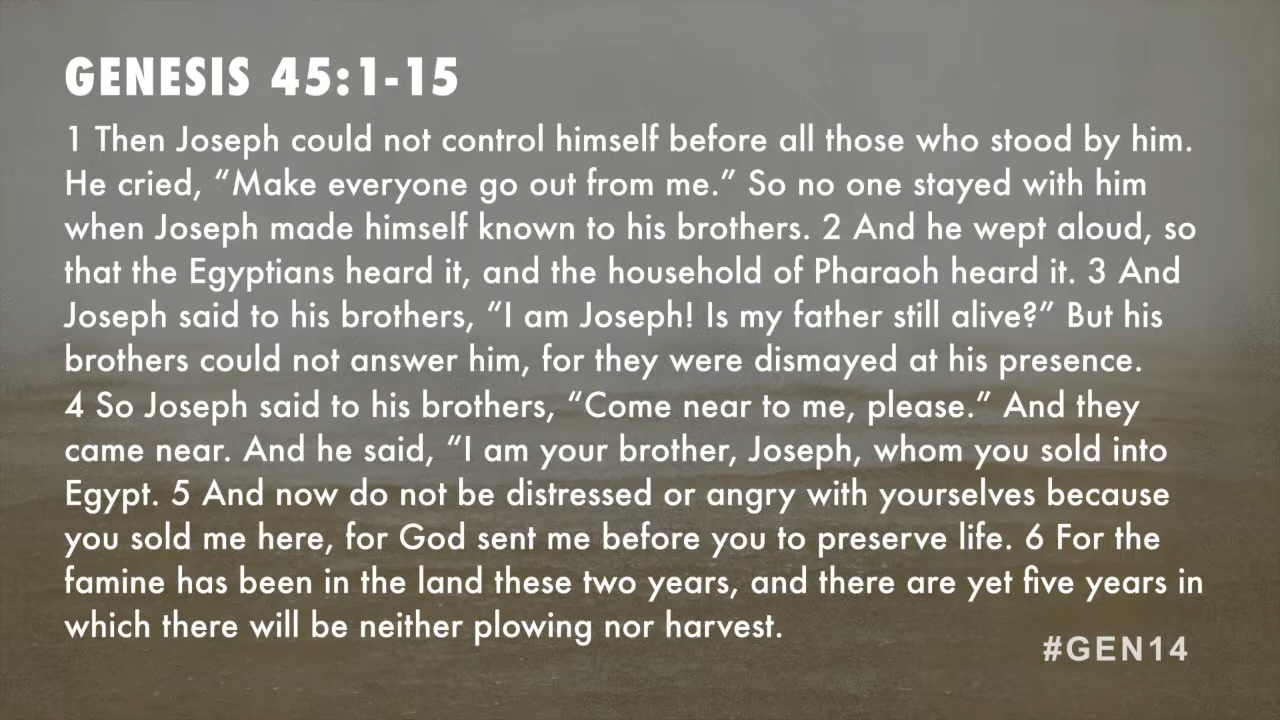 GENESIS 45:1-15
1 Then Joseph could not control himself before all those who stood by him.
He cried, “Make everyone go out from me.” So no one stayed with him
when Joseph made himself known to his brothers. 2 And he wept aloud, so
that the Egyptians heard it, and the household of Pharaoh heard it. 3 And
Joseph said to his brothers, “I am Joseph! Is my father still alive?” But his
brothers could not answer him, for they were dismayed at his presence.
4 So Joseph said to his brothers, “Come near to me, please.” And they
came near. And he said, “I am your brother, Joseph, whom you sold into
Egypt. 5 And now do not be distressed or angry with yourselves because
you sold me here, for God sent me before you to preserve life. 6 For the
famine has been in the land these two years, and there are yet five years in
which there will be neither plowing nor harvest.
#GEN14